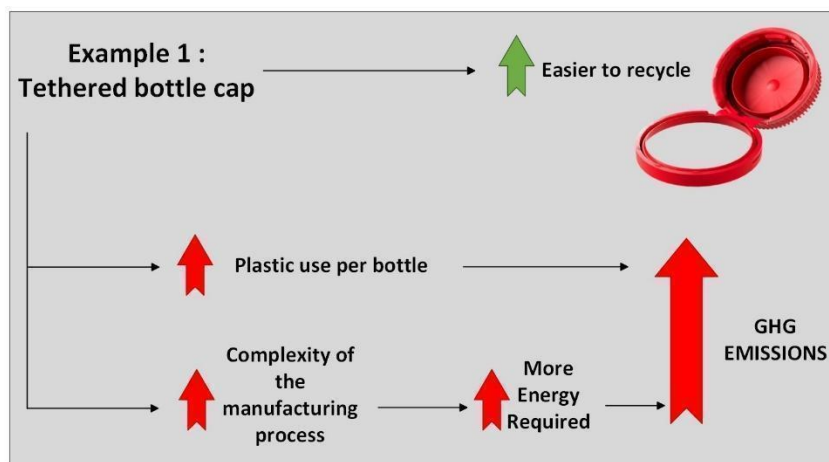 Example 1 :
Tethered bottle cap
Easier to recycle
Plastic use per bottle
Complexity of
the
manufacturing
process
More
Energy
Required
GHG
EMISSIONS